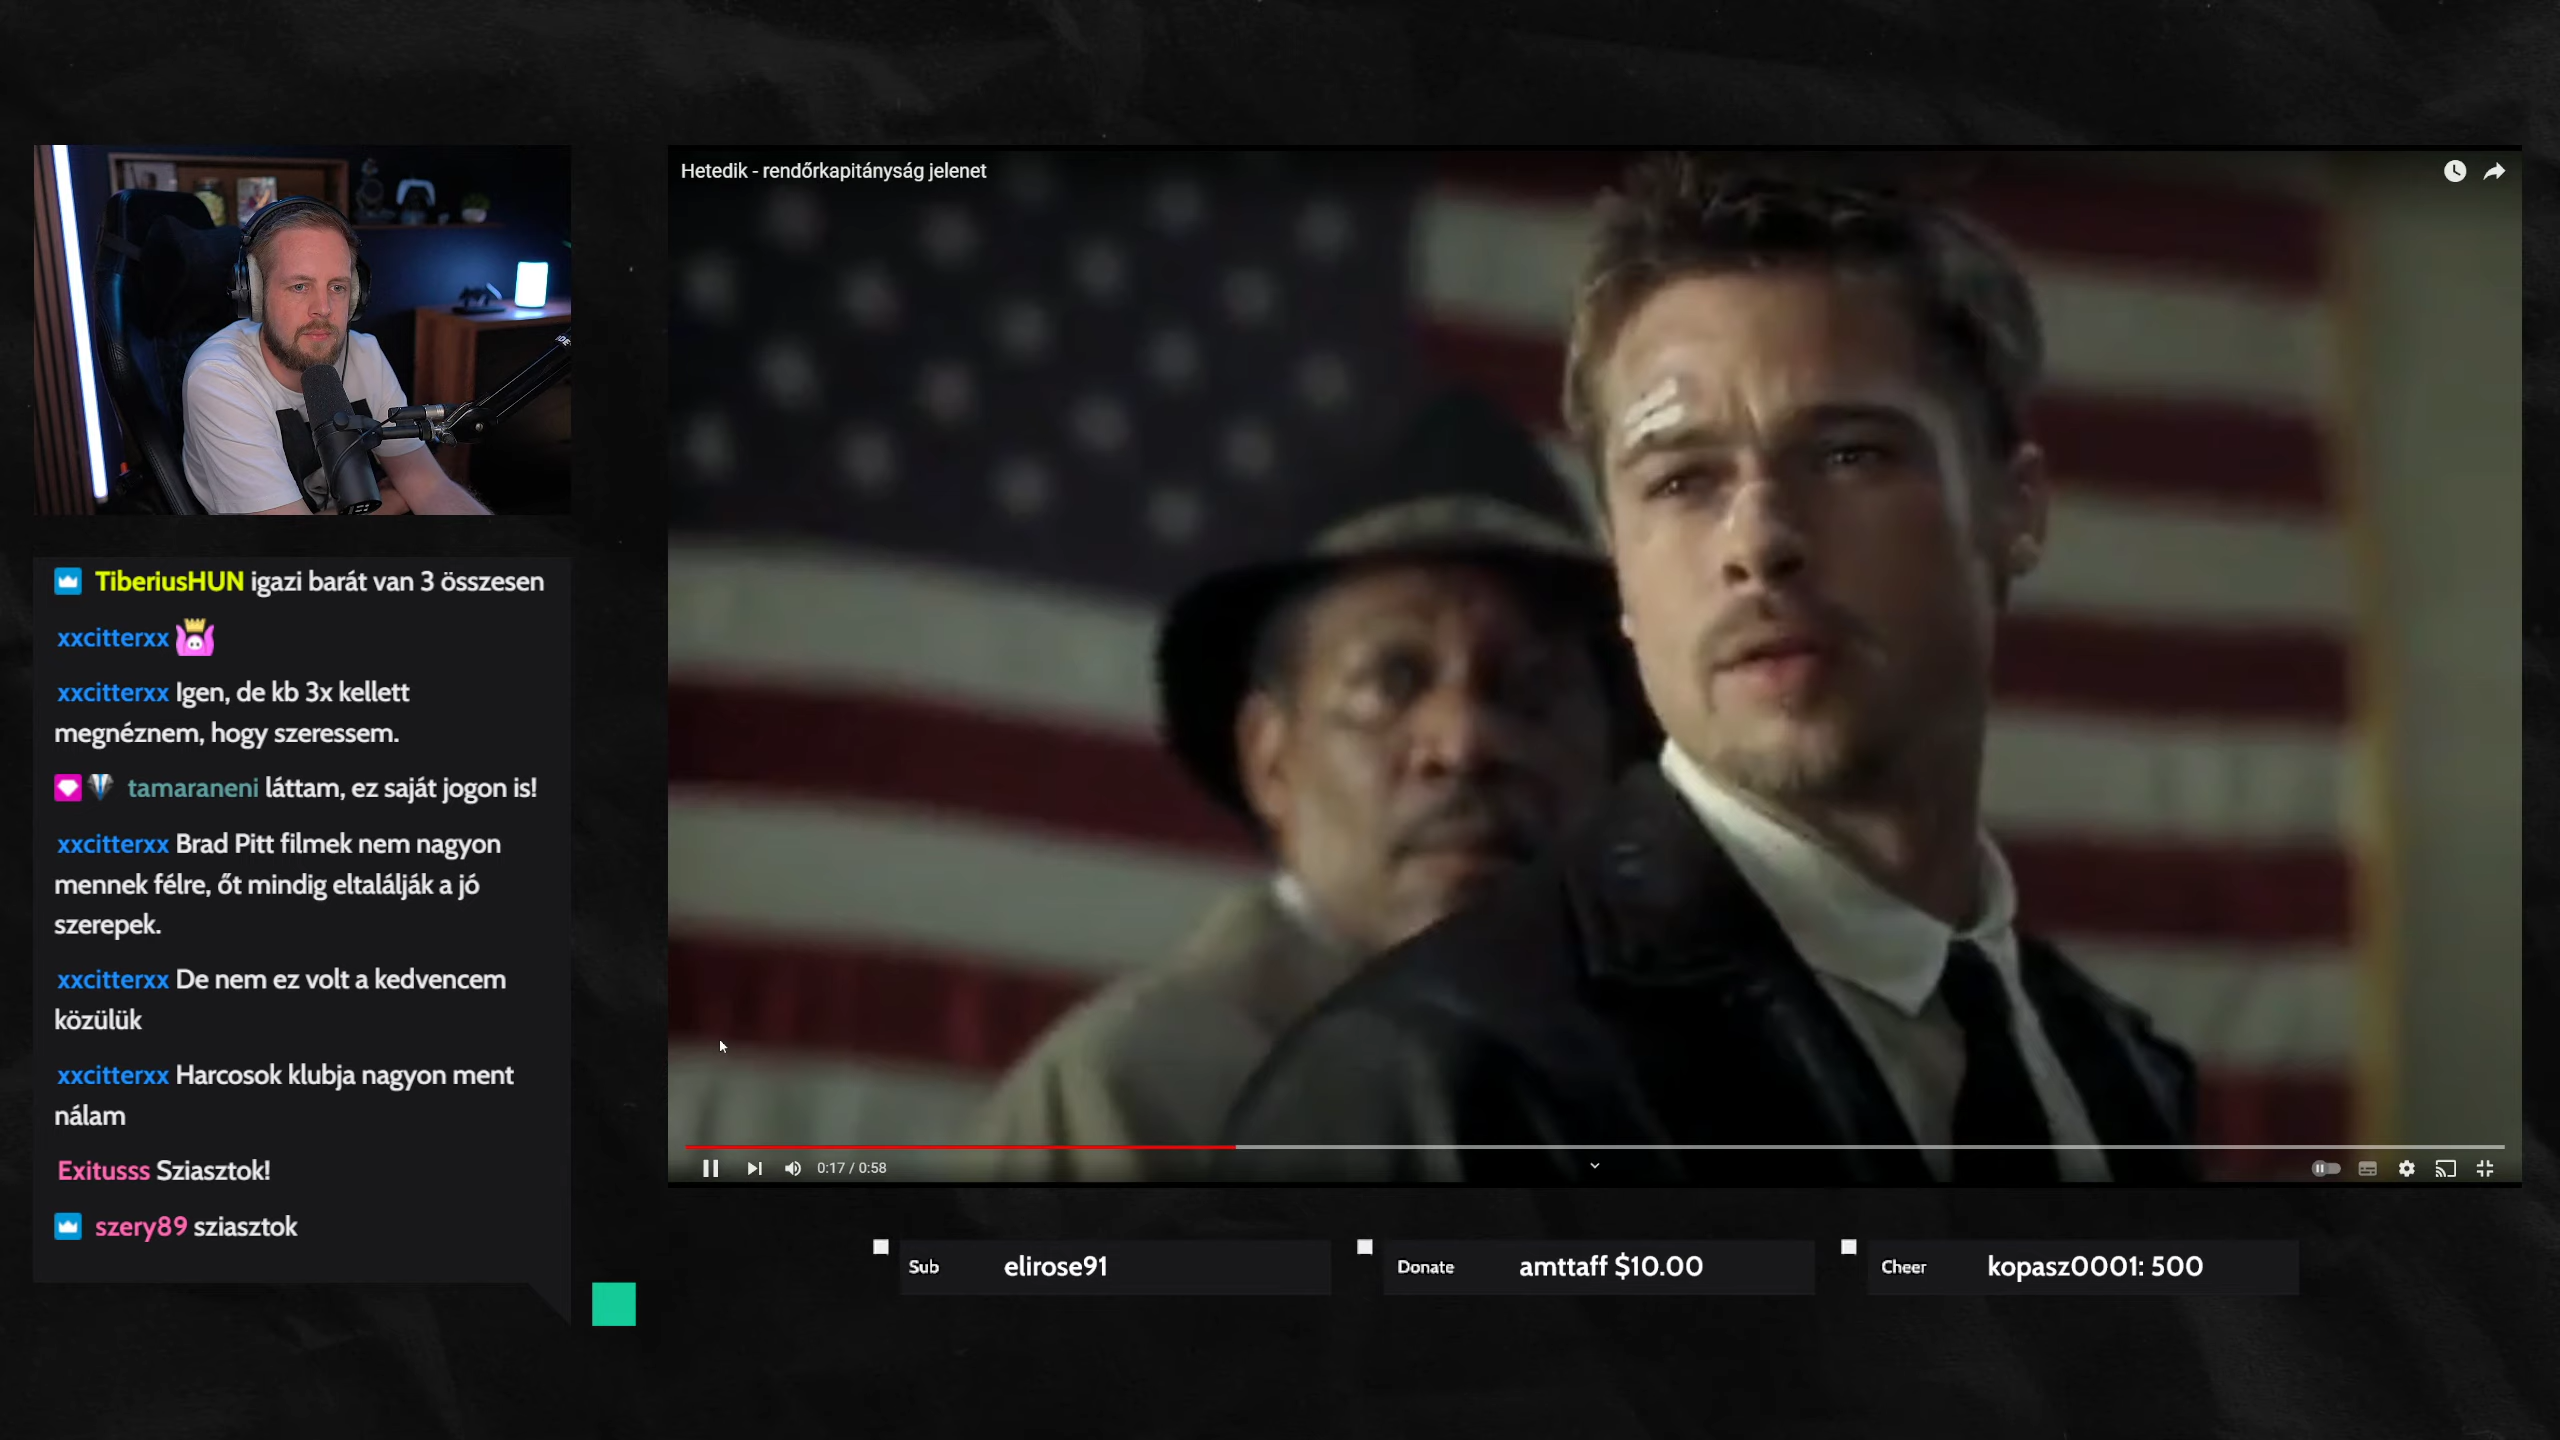 Hetedik - rendőrkapitányság jelenet
TiberiusHUN igazi barát van 3 összesen
xxcitterxx
xxcitterxx Igen, de kb 3x kellett
megnéznem, hogy szeressem.
tamaraneni láttam, ez saját jogon is!
xxcitterxx Brad Pitt filmek nem nagyon
mennek félre, őt mindig eltalálják a jó
szerepek.
xxcitterxx De nem ez volt a kedvencem
közülük
xxcitterxx Harcosok klubja nagyon ment
nálam
Exitusss Sziasztok!
szery89 sziasztok
0:17 / 0:58
Sub elirose91
Donate amttaff $10.00
Cheer kopasz0001: 500